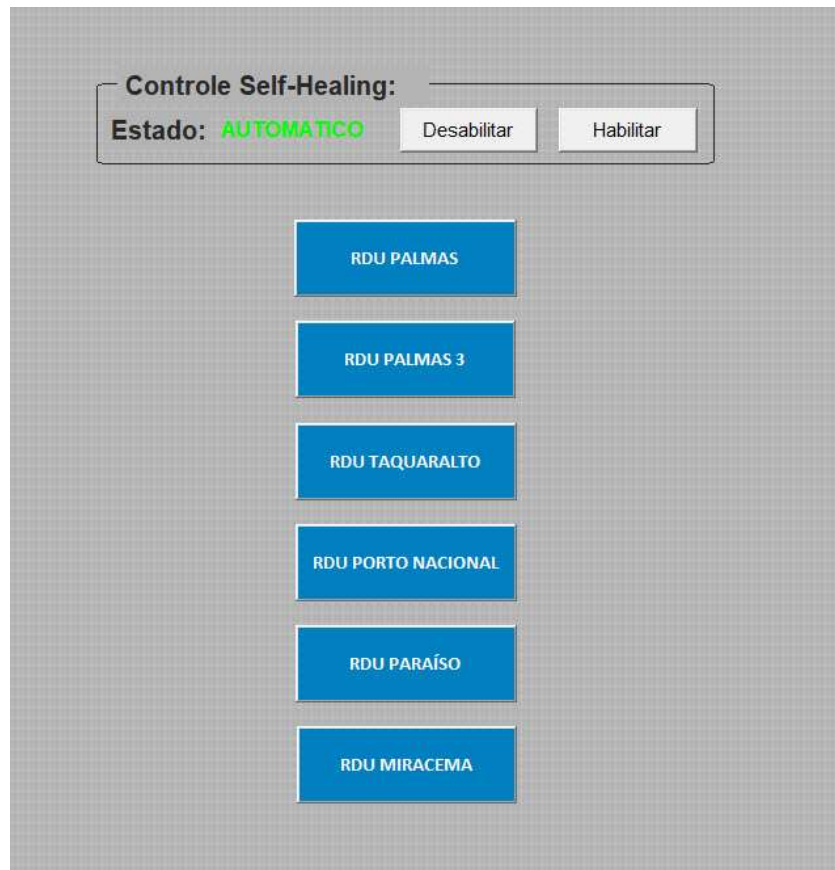 Controle Self-Healing:
Estado: AUTOMATICO Desabilitar Habilitar
RDU PALMAS
RDU PALMAS 3
RDU TAQUARALTO
RDU PORTO NACIONAL
RDU PARAÍSO
RDU MIRACEMA